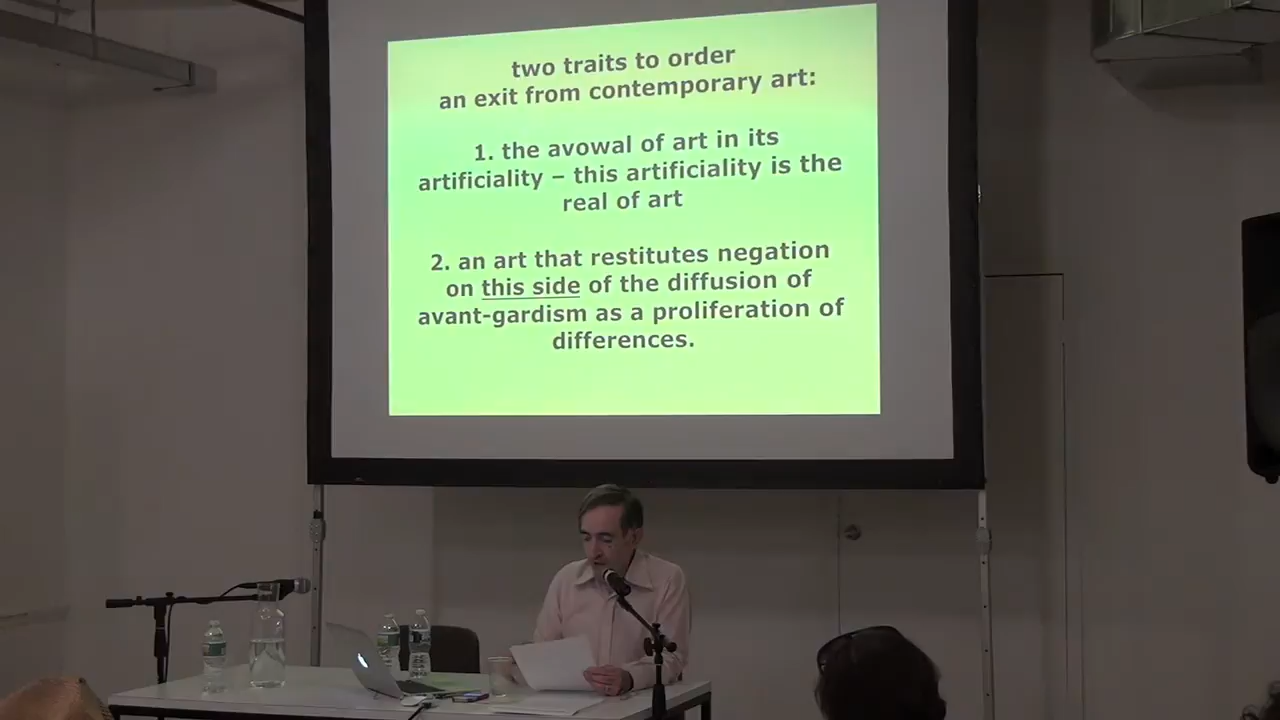 two traits to order
an exit from contemporary art:
1. the avowal of art in its
artificiality – this artificiality is the
real of art
2. an art that restitutes negation
on this side of the diffusion of
avant-gardism as a proliferation of
differences.